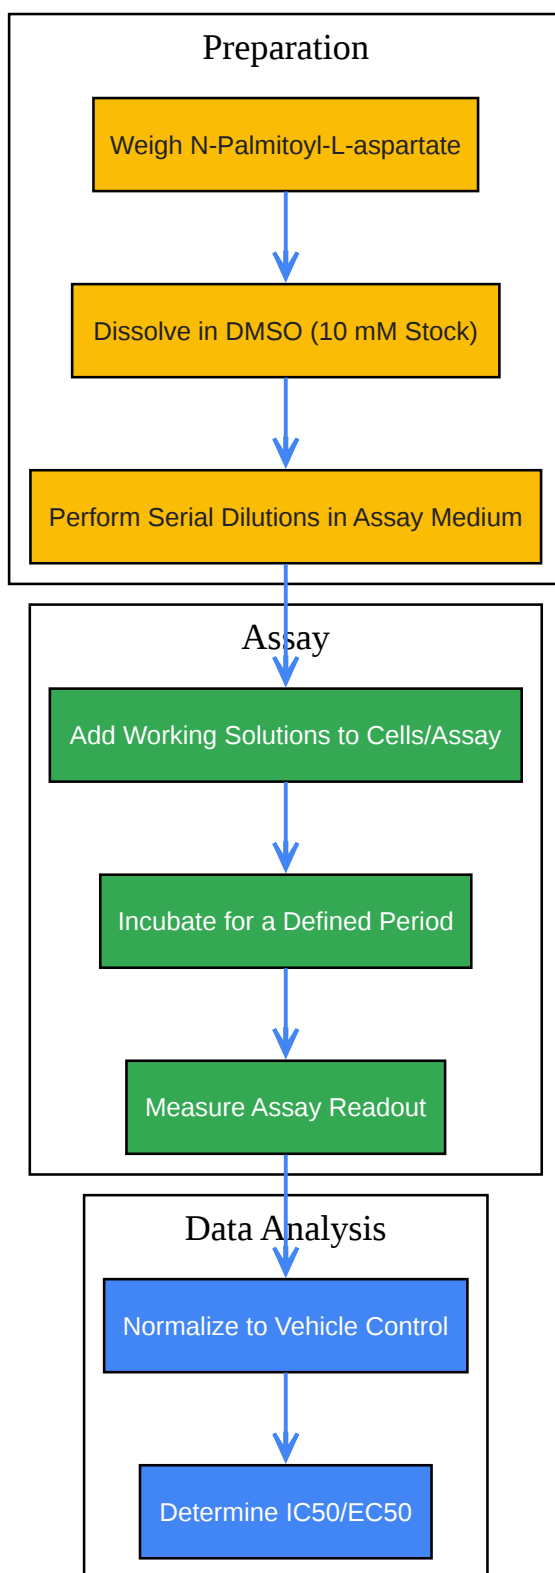 Preparation
Weigh N-Palmitoyl-L-aspartate
Dissolve in DMSO (10 mM Stock)
Perform Serial Dilutions in Assay Medium
Assay
Add Working Solutions to Cells/Assay
Incubate for a Defined Period
Measure Assay Readout
Data Analysis
Normalize to Vehicle Control
Determine IC50/EC50